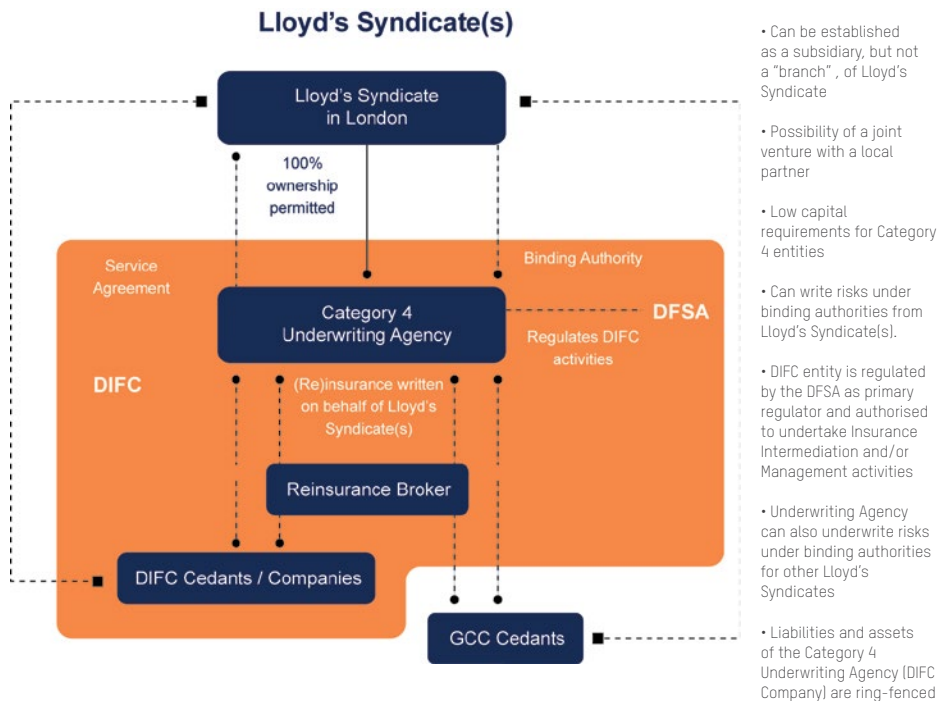 Lloyd's Syndicate(s)
Lloyd's Syndicate
in London
100%
ownership
permitted
Service
Agreement
Binding Authority
Category 4
Underwriting Agency
DFSA
Regulates DIFC
activities
DIFC
(Re)insurance written
on behalf of Lloyd's
Syndicate(s)
Reinsurance Broker
DIFC Cedants / Companies
GCC Cedants
• Can be established
as a subsidiary, but not
a "branch" , of Lloyd's
Syndicate
• Possibility of a joint
venture with a local
partner
• Low capital
requirements for Category
4 entities
• Can write risks under
binding authorities from
Lloyd's Syndicate(s).
• DIFC entity is regulated
by the DFSA as primary
regulator and authorised
to undertake Insurance
Intermediation and/or
Management activities
• Underwriting Agency
can also underwrite risks
under binding authorities
for other Lloyd's
Syndicates
• Liabilities and assets
of the Category 4
Underwriting Agency (DIFC
Company) are ring-fenced